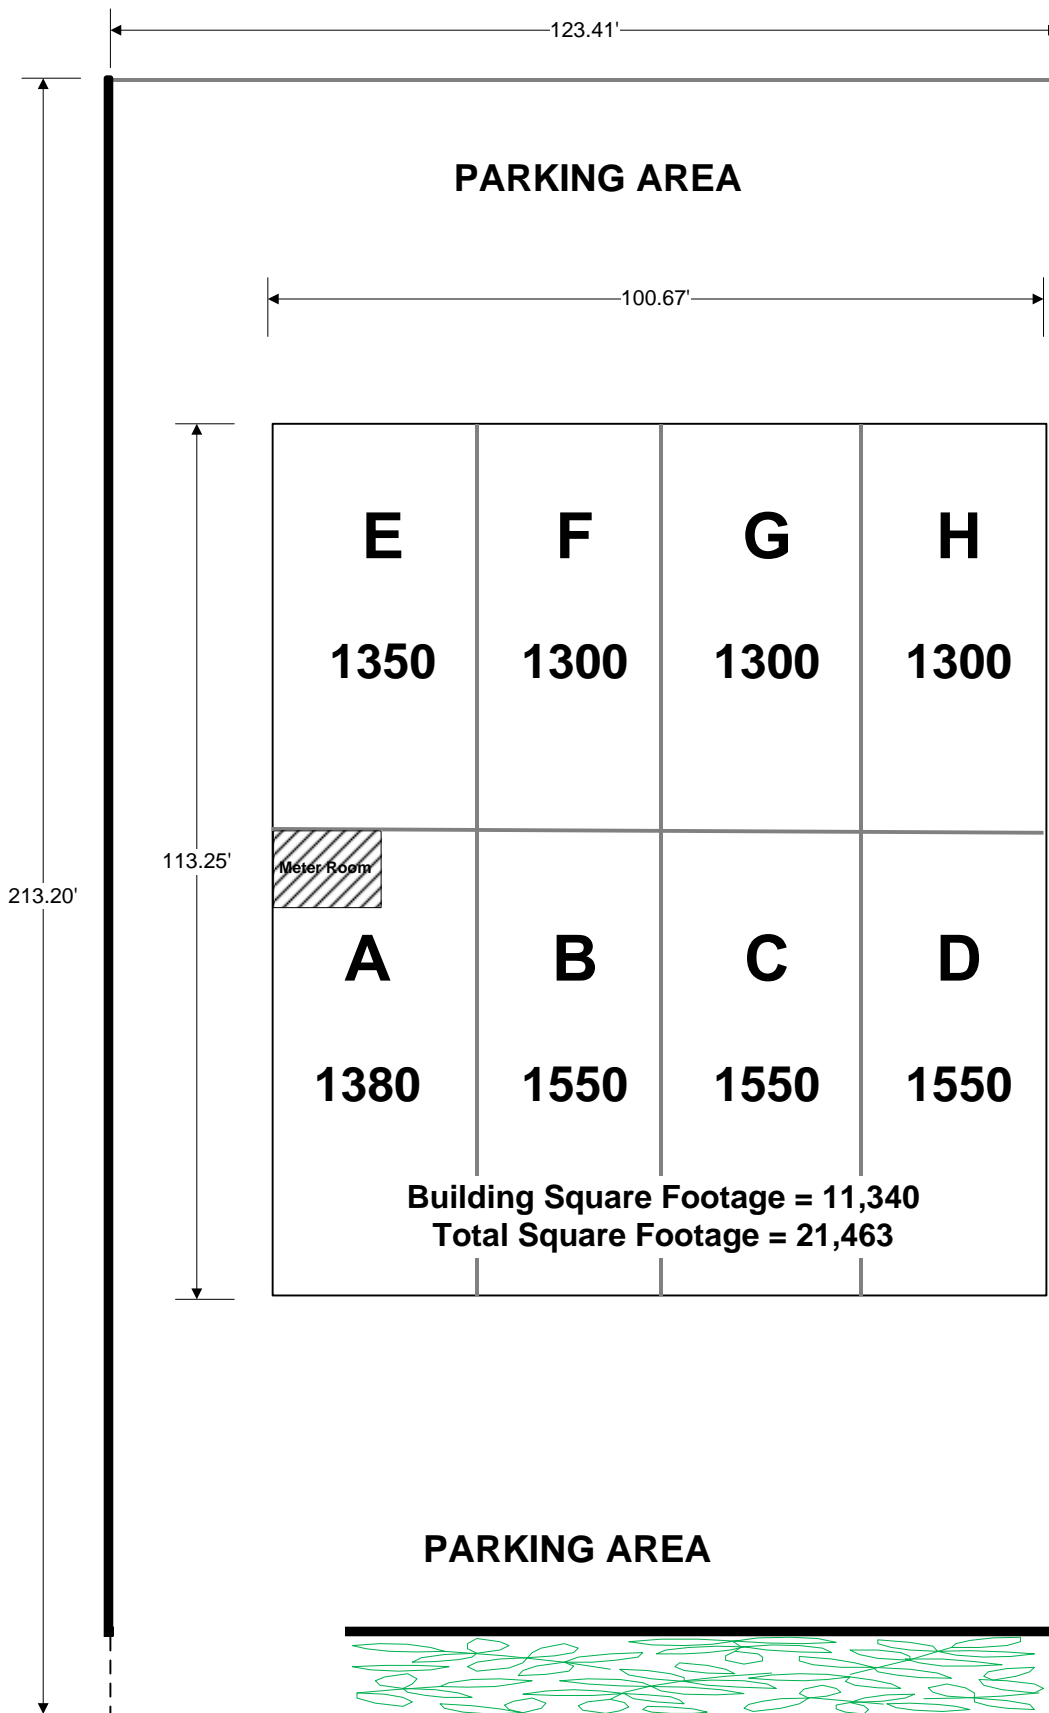 123.41'
PARKING AREA
100.67'
E F G H
1350 1300 1300 1300
Meter Room
113.25'
213.20'
A B C D
1380 1550 1550 1550
Building Square Footage = 11,340
Total Square Footage = 21,463
PARKING AREA